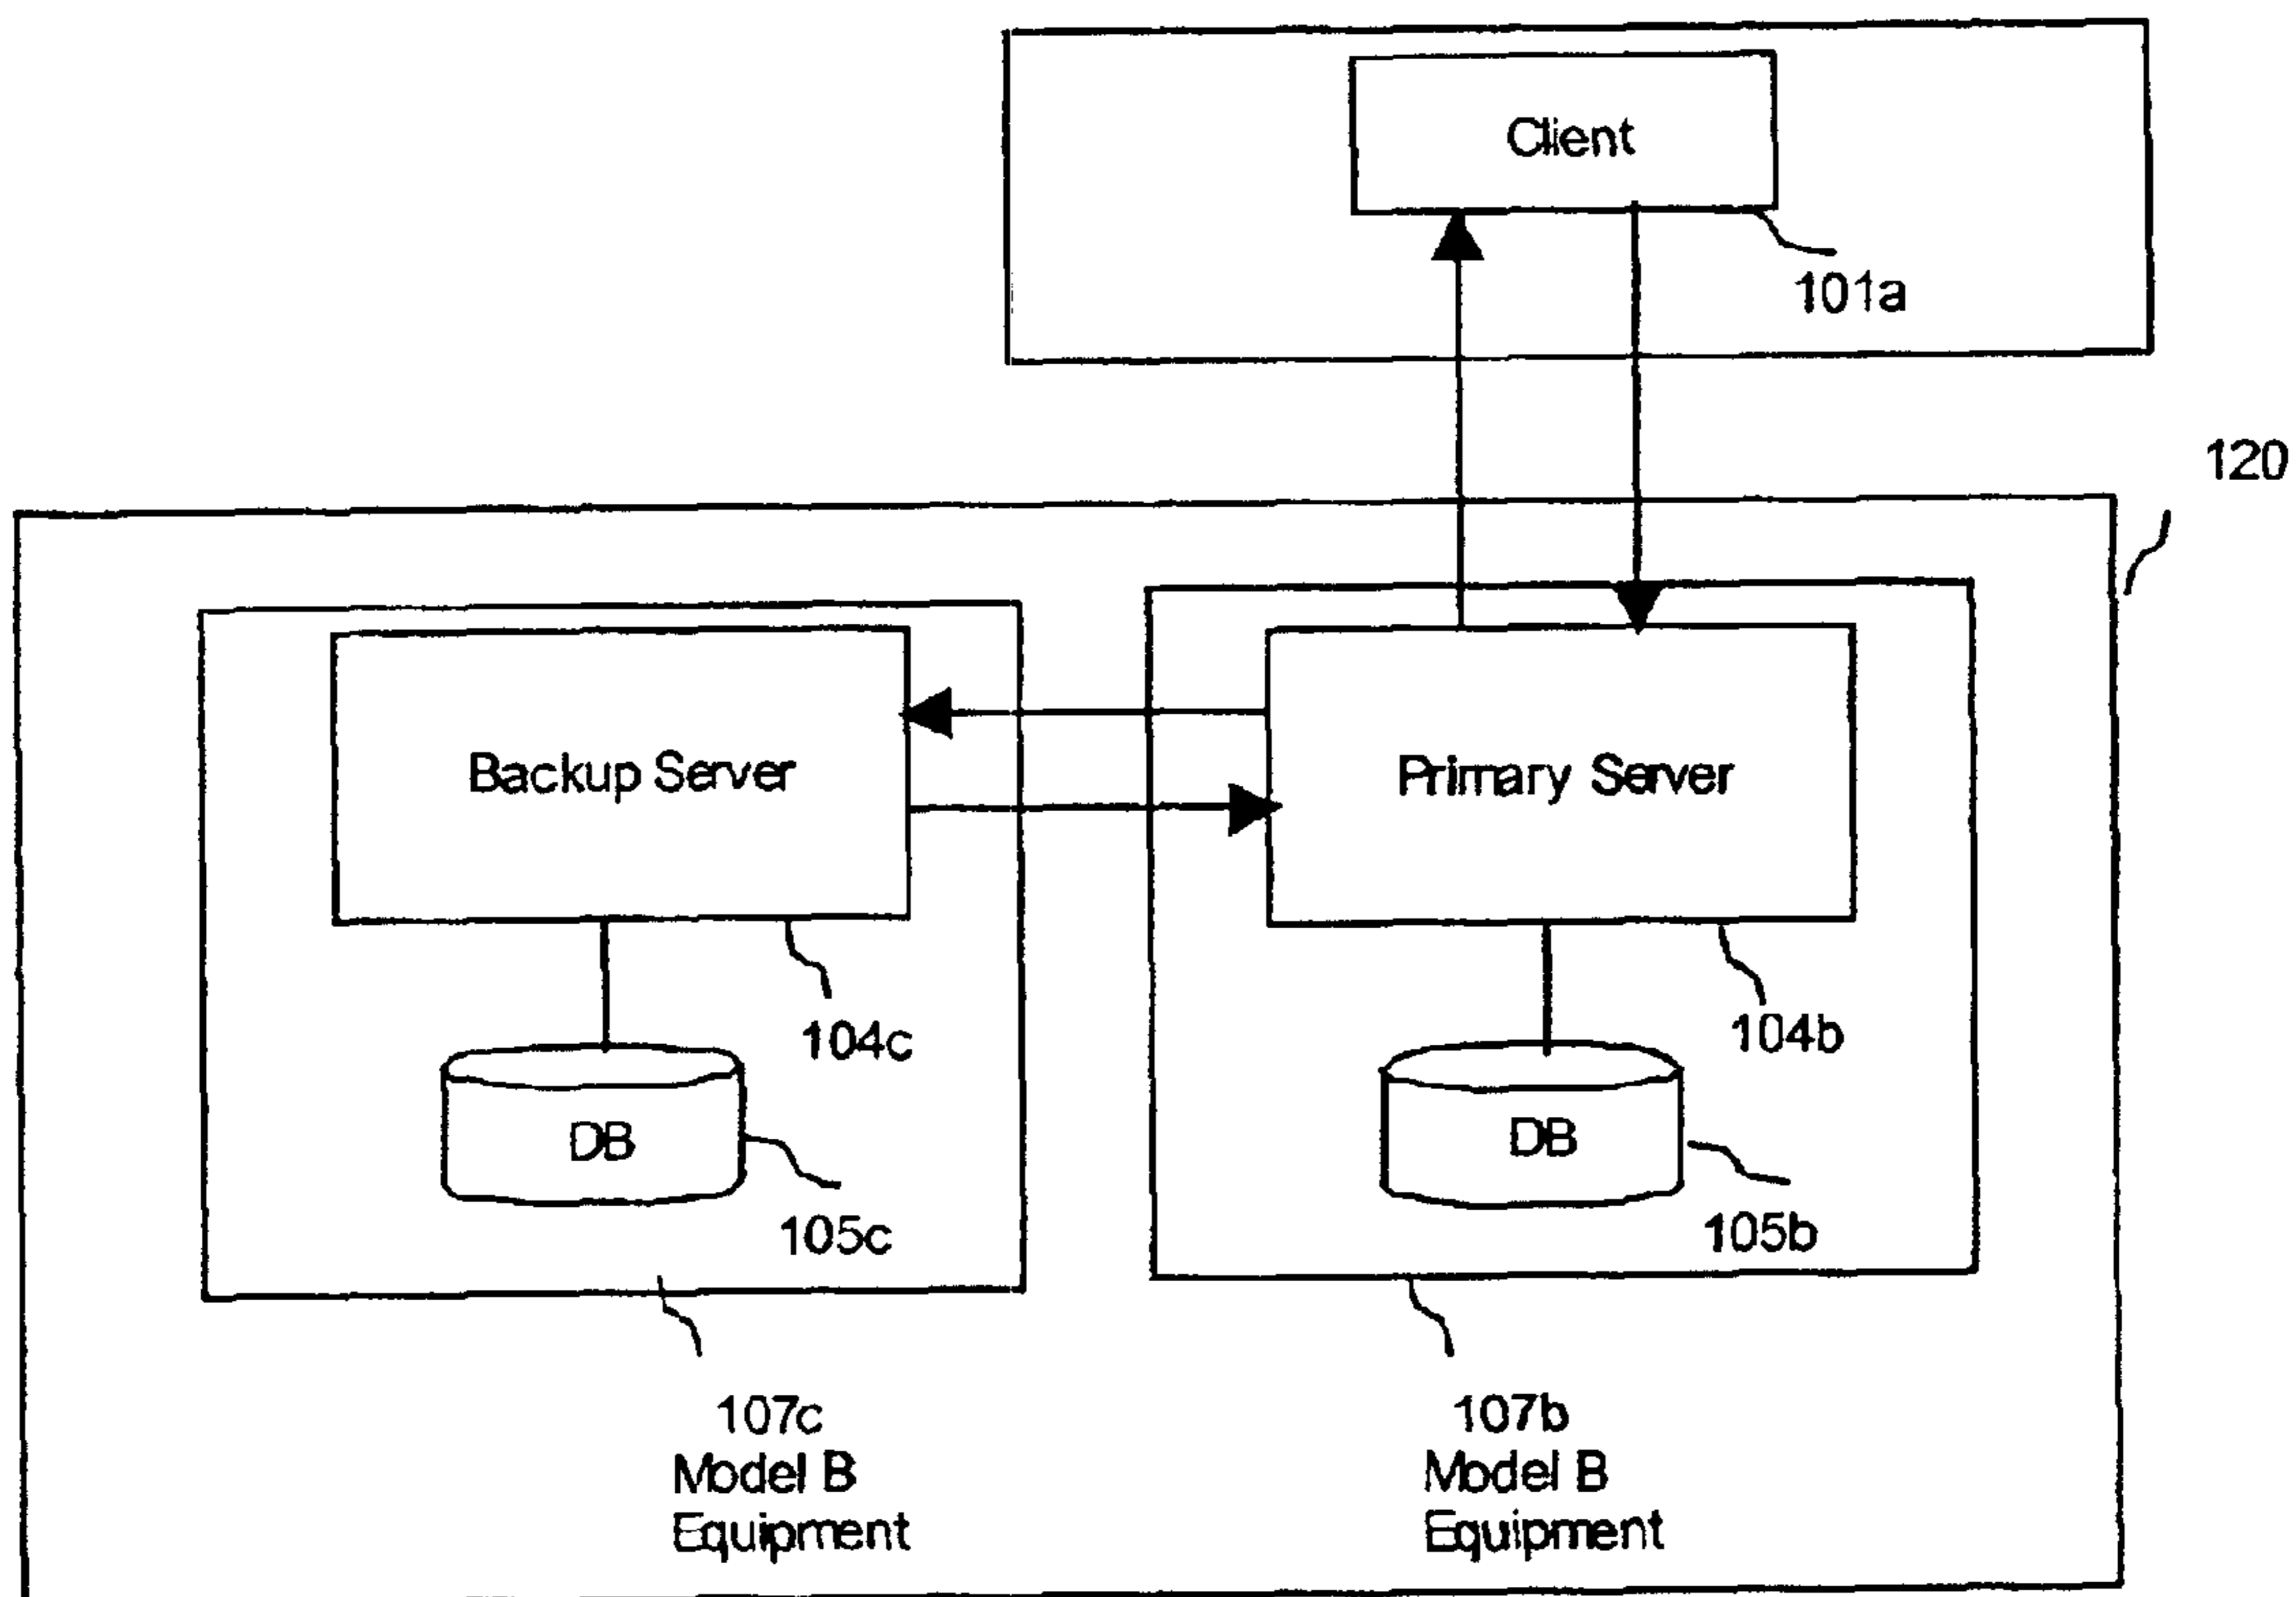 Client
101a
120
Backup Server
Primary Server
104c
104b
DB
DB
105c
105b
107c
Model B
Equipment
107b
Model B
Equipment